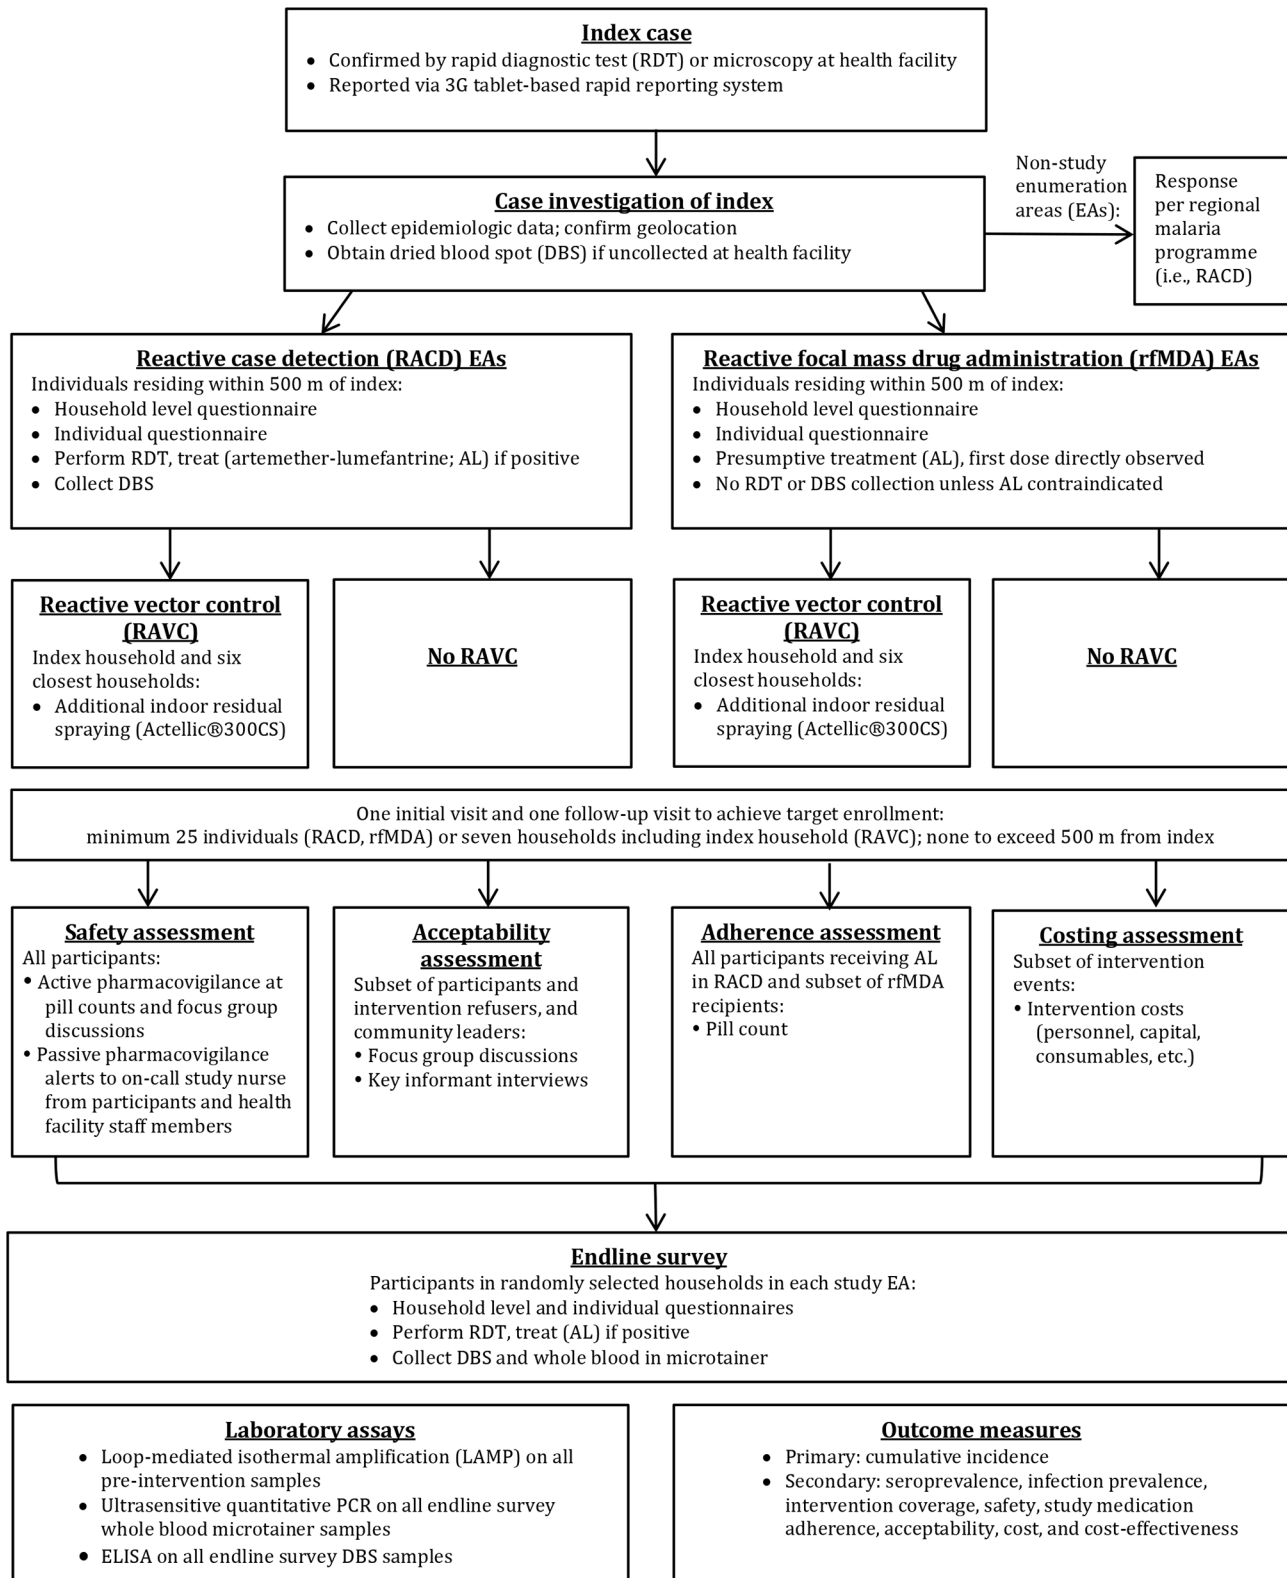 Index case
• Confirmed by rapid diagnostic test (RDT) or microscopy at health facility
• Reported via 3G tablet-based rapid reporting system
Case investigation of index
• Collect epidemiologic data; confirm geolocation
• Obtain dried blood spot (DBS) if uncollected at health facility
Non-study
enumeration
areas (EAs):
Response
per regional
malaria
programme
(i.e., RACD)
Reactive case detection (RACD) EAs
Individuals residing within 500 m of index:
• Household level questionnaire
• Individual questionnaire
• Perform RDT, treat (artemether-lumefantrine; AL) if positive
• Collect DBS
Reactive focal mass drug administration (rfMDA) EAs
Individuals residing within 500 m of index:
• Household level questionnaire
• Individual questionnaire
• Presumptive treatment (AL), first dose directly observed
• No RDT or DBS collection unless AL contraindicated
Reactive vector control
(RAVC)
Index household and six
closest households:
• Additional indoor residual
spraying (Actellic®300CS)
No RAVC
Reactive vector control
(RAVC)
Index household and six
closest households:
• Additional indoor residual
spraying (Actellic®300CS)
No RAVC
One initial visit and one follow-up visit to achieve target enrollment:
minimum 25 individuals (RACD, rfMDA) or seven households including index household (RAVC); none to exceed 500 m from index
Safety assessment
All participants:
• Active pharmacovigilance at
pill counts and focus group
discussions
• Passive pharmacovigilance
alerts to on-call study nurse
from participants and health
facility staff members
Acceptability
assessment
Subset of participants and
intervention refusers, and
community leaders:
• Focus group discussions
• Key informant interviews
Adherence assessment
All participants receiving AL
in RACD and subset of rfMDA
recipients:
• Pill count
Costing assessment
Subset of intervention
events:
• Intervention costs
(personnel, capital,
consumables, etc.)
Endline survey
Participants in randomly selected households in each study EA:
• Household level and individual questionnaires
• Perform RDT, treat (AL) if positive
• Collect DBS and whole blood in microtainer
Laboratory assays
• Loop-mediated isothermal amplification (LAMP) on all
pre-intervention samples
• Ultrasensitive quantitative PCR on all endline survey
whole blood microtainer samples
• ELISA on all endline survey DBS samples
Outcome measures
• Primary: cumulative incidence
• Secondary: seroprevalence, infection prevalence,
intervention coverage, safety, study medication
adherence, acceptability, cost, and cost-effectiveness